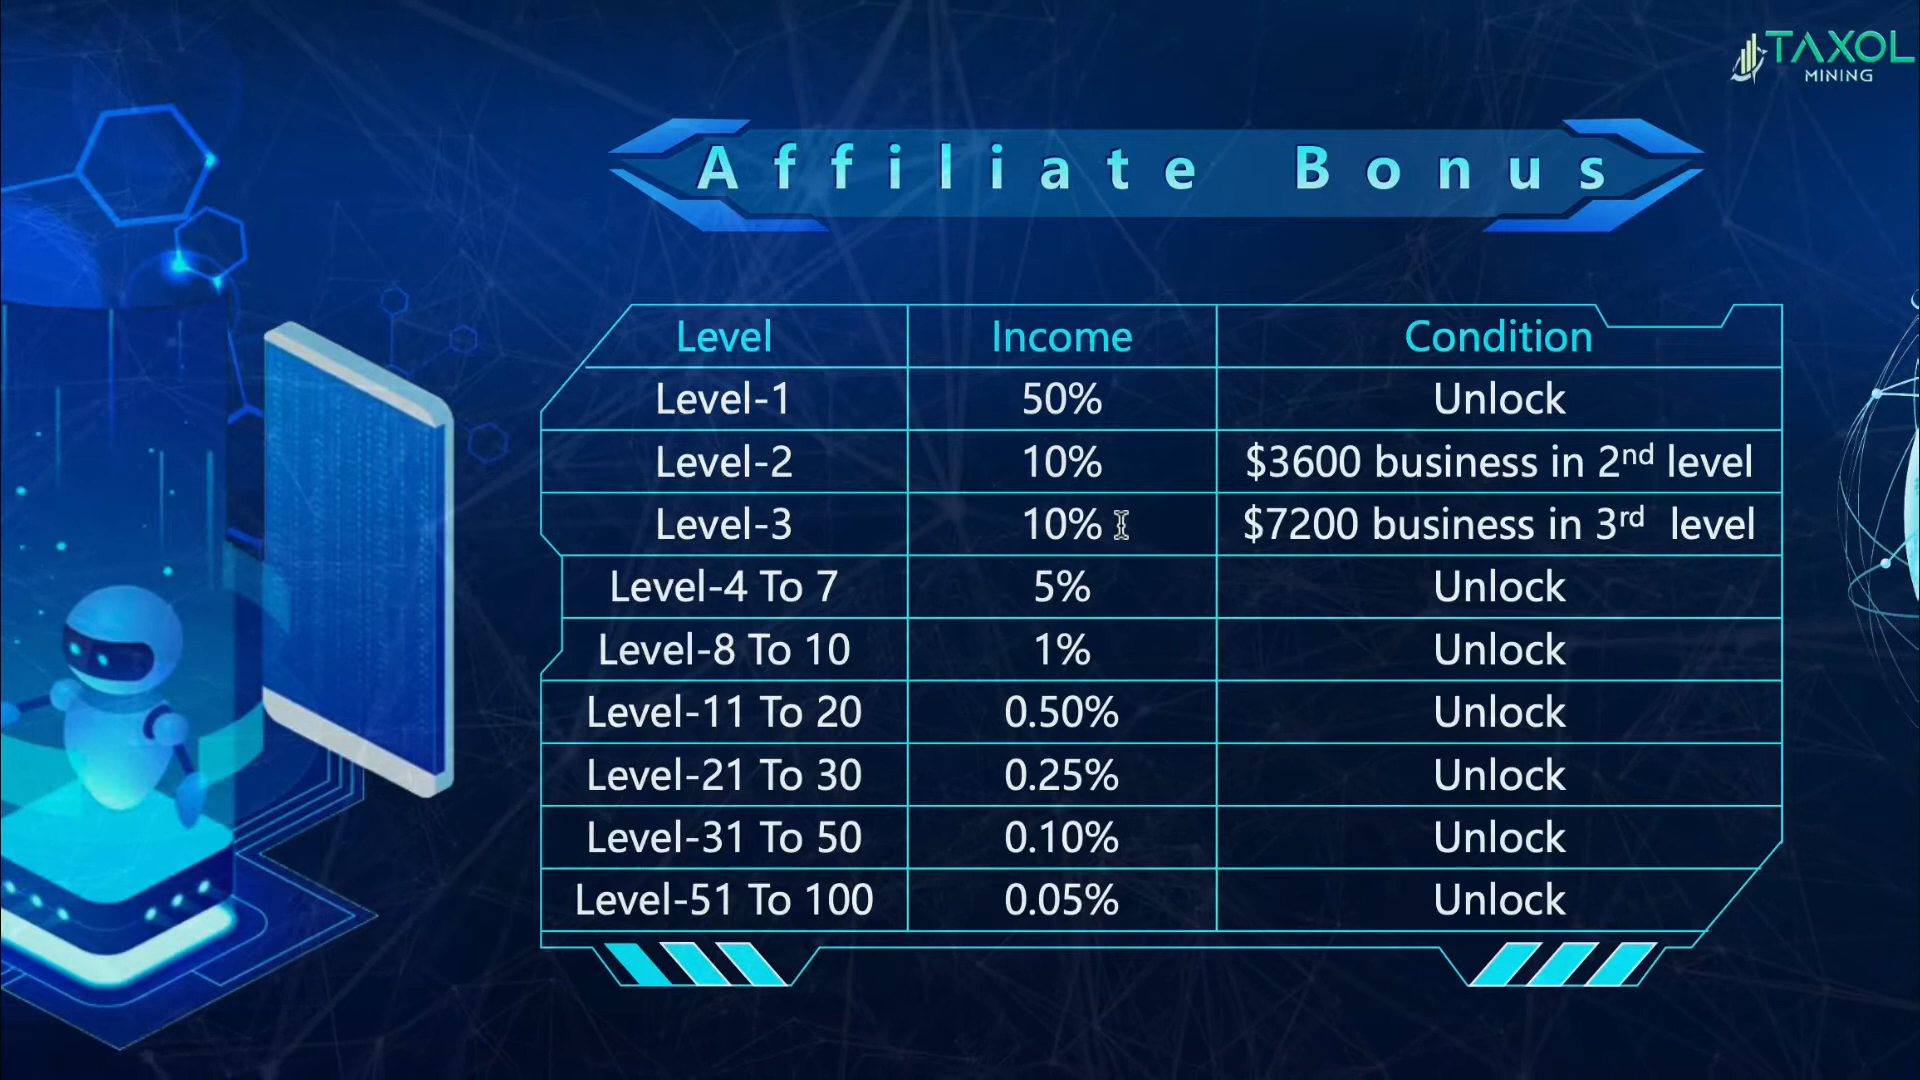 TAXOL
MINING
Affiliate Bonus
Level Income Condition
Level-1 50% Unlock
Level-2 10% $3600 business in 2nd level
Level-3 10% $7200 business in 3rd level
Level-4 To 7 5% Unlock
Level-8 To 10 1% Unlock
Level-11 To 20 0.50% Unlock
Level-21 To 30 0.25% Unlock
Level-31 To 50 0.10% Unlock
Level-51 To 100 0.05% Unlock